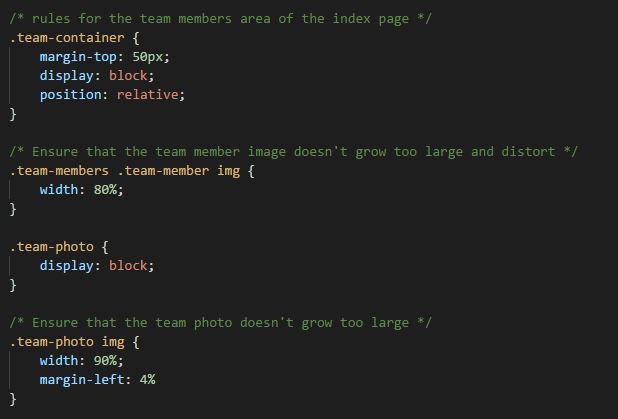 /* rules for the team members area of the index page */
.team-container {
    margin-top: 50px;
    display: block;
    position: relative;
}

/* Ensure that the team member image doesn't grow too large and distort */
.team-members .team-member img {
    width: 80%;
}

.team-photo {
    display: block;
}

/* Ensure that the team photo doesn't grow too large */
.team-photo img {
    width: 90%;
    margin-left: 4%
}